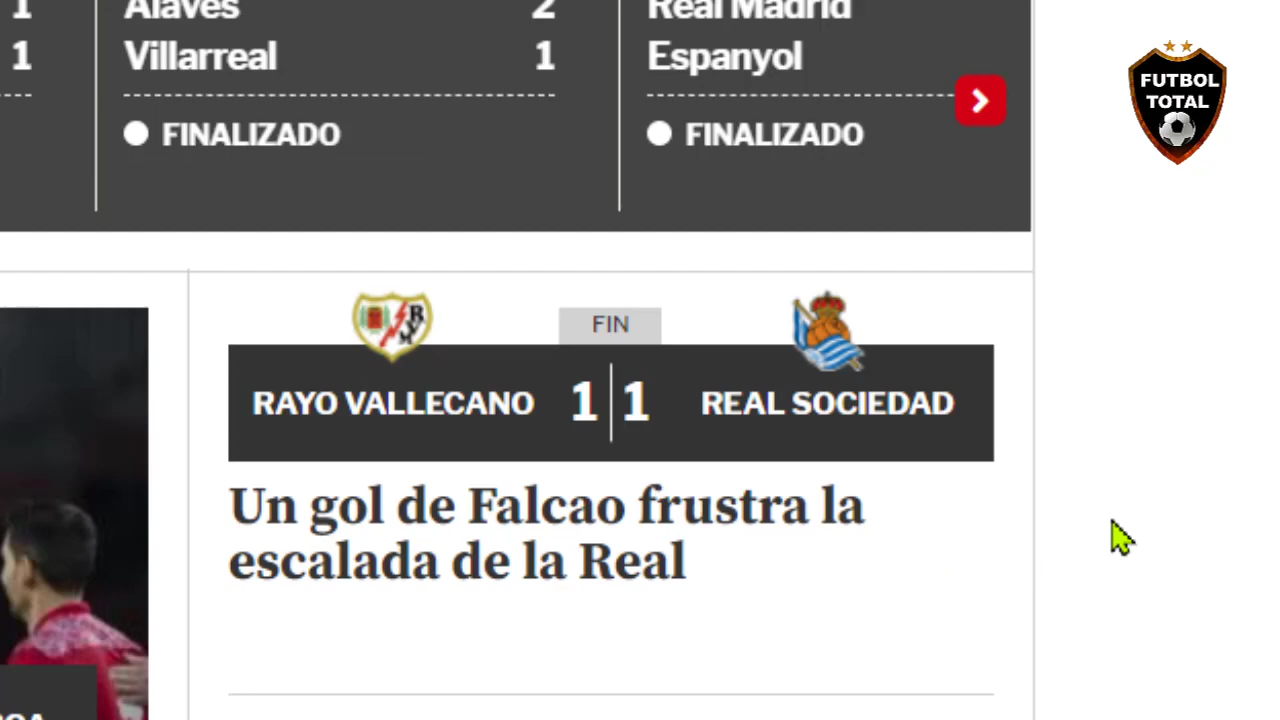 1
Alavés 2
Real Madrid
1
Villarreal 1
Espanyol
FINALIZADO
FINALIZADO
FUTBOL
TOTAL
FIN
RAYO VALLECANO 1 1 REAL SOCIEDAD
Un gol de Falcao frustra la
escalada de la Real